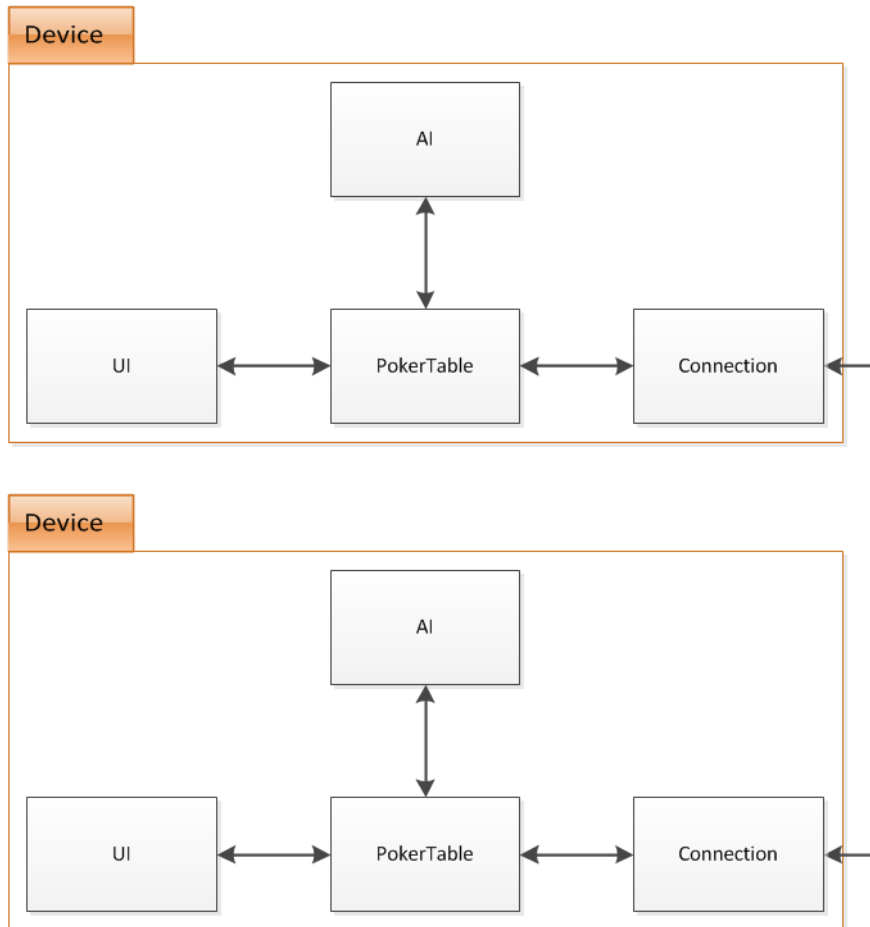 Device
AI
UI
PokerTable
Connection
Device
AI
UI
PokerTable
Connection